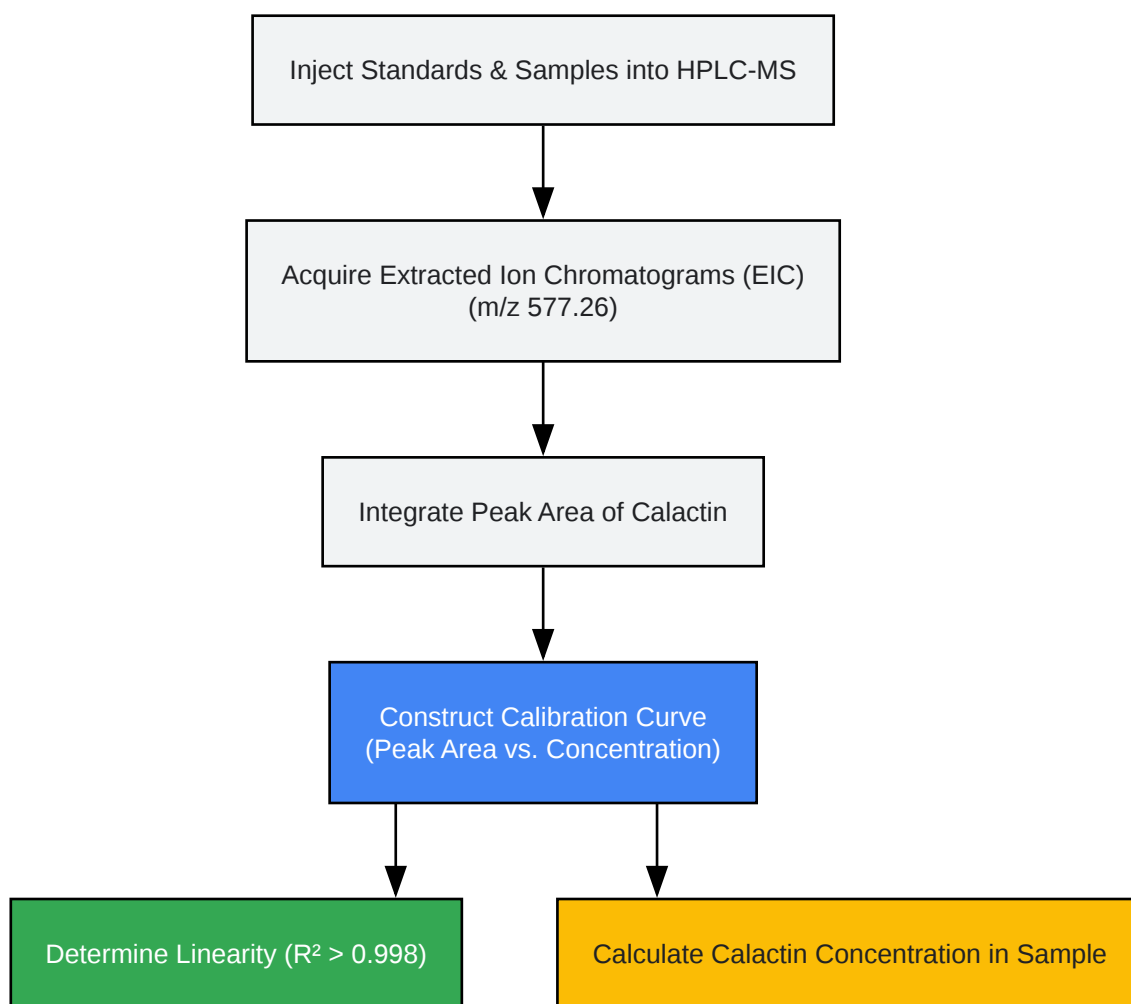 Inject Standards & Samples into HPLC-MS
Acquire Extracted Ion Chromatograms (EIC)
(m/z 577.26)
Integrate Peak Area of Calactin
Construct Calibration Curve
(Peak Area vs. Concentration)
Determine Linearity (R² > 0.998)
Calculate Calactin Concentration in Sample